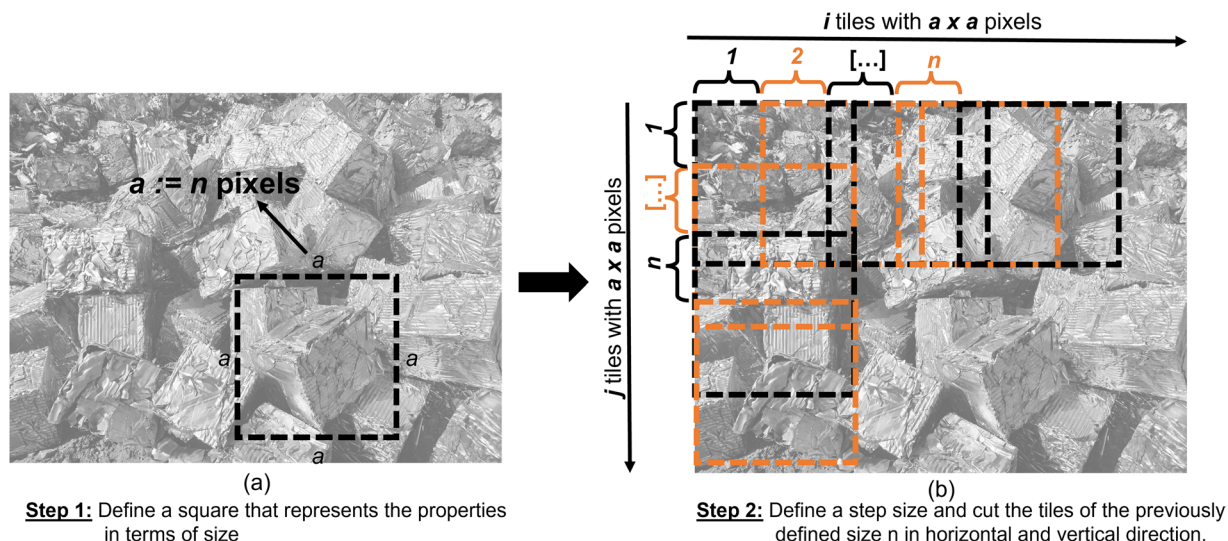 a := n pixels
a
a
a
a
(a)
Step 1: Define a square that represents the properties
in terms of size
i tiles with a x a pixels
1
2
[...]
n
j tiles with a x a pixels
1
[...]
n
(b)
Step 2: Define a step size and cut the tiles of the previously
defined size n in horizontal and vertical direction.